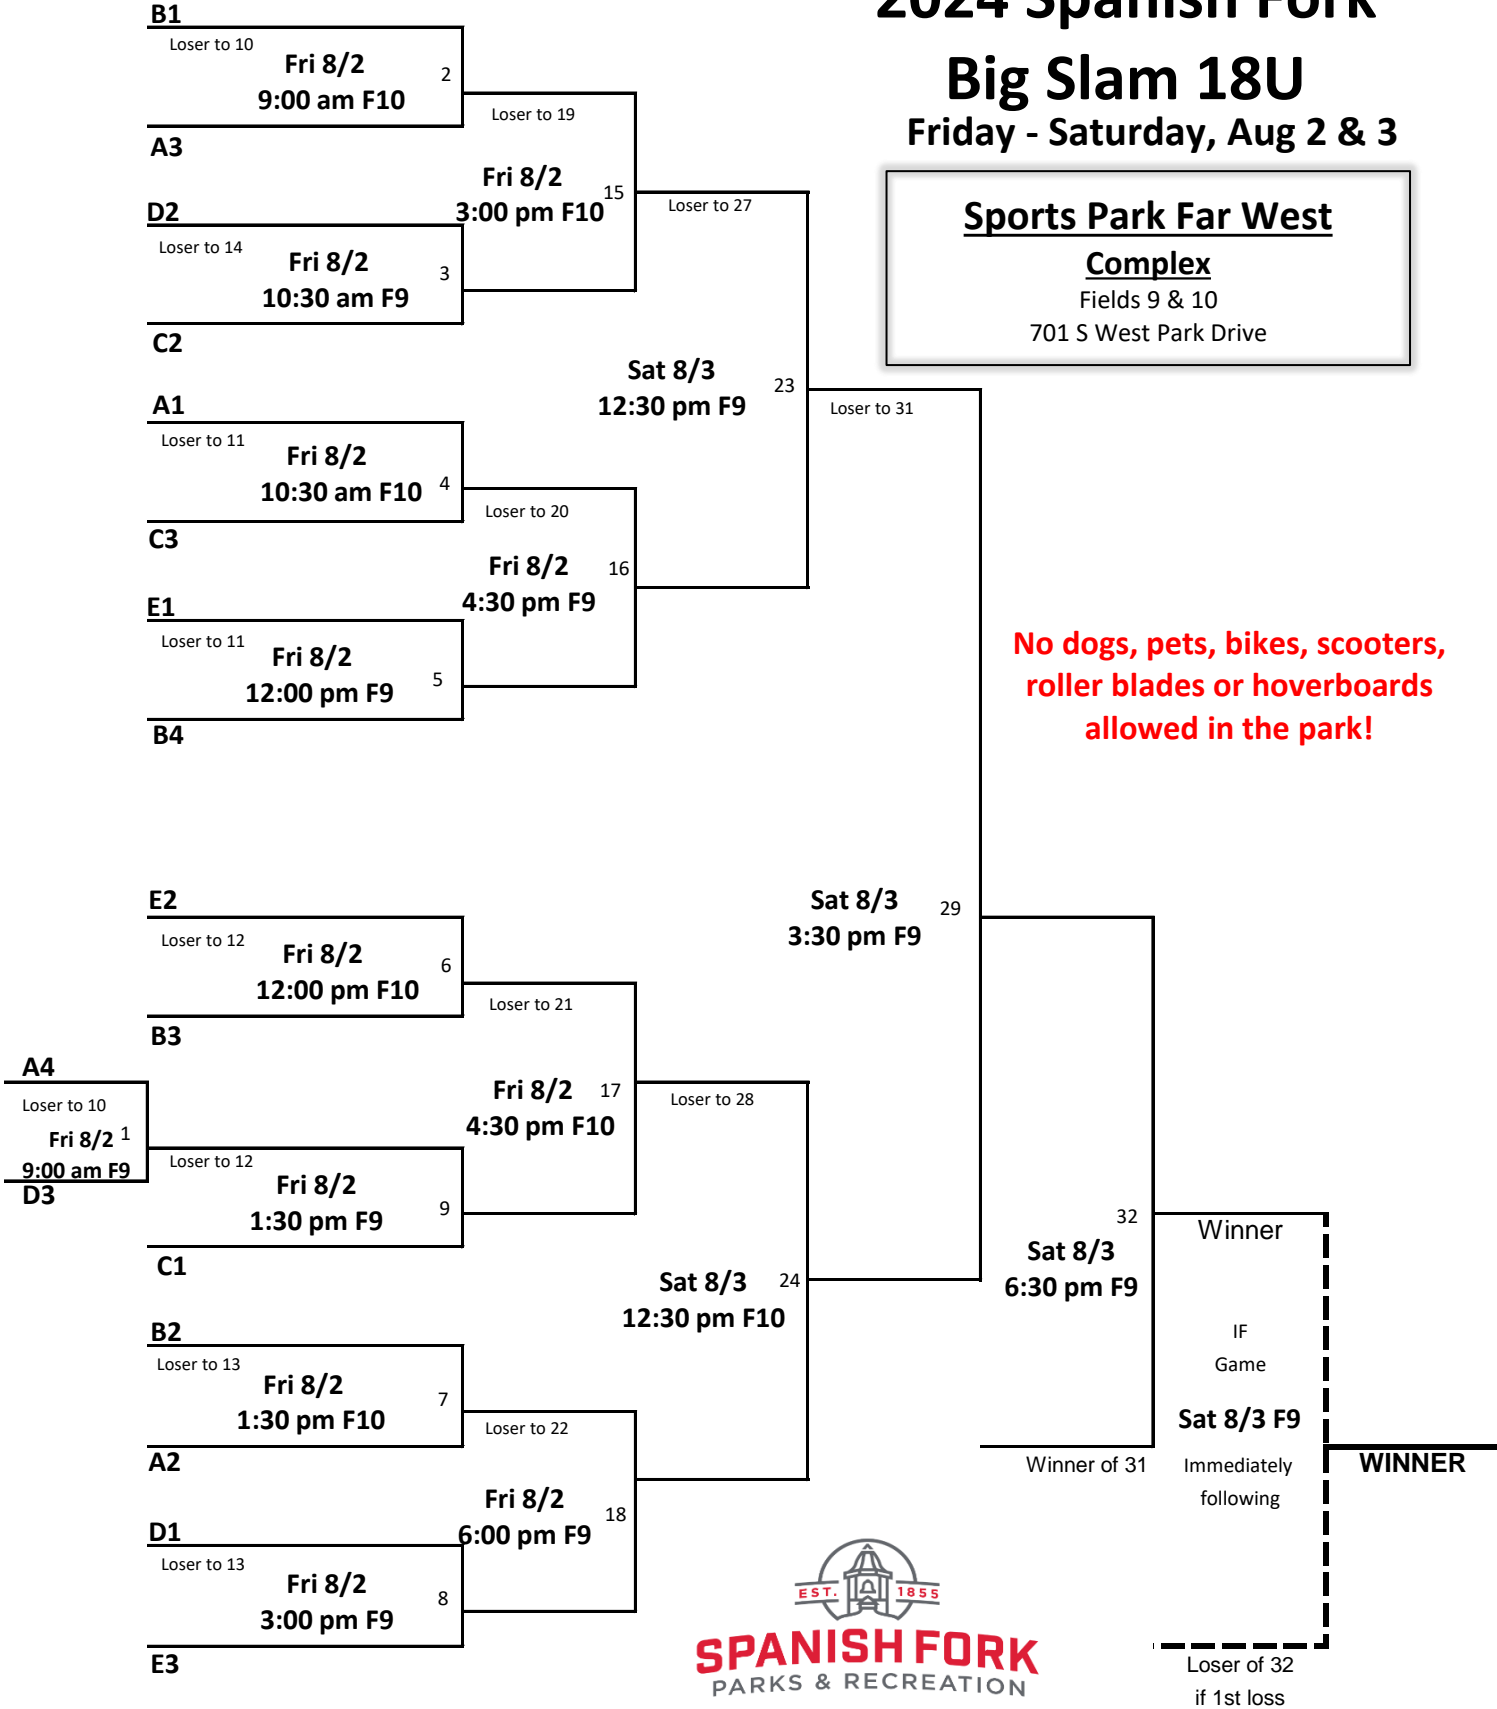 2024 Spanish Fork
Big Slam 18U
Friday - Saturday, Aug 2 & 3
Sports Park Far West
Complex
Fields 9 & 10
701 S West Park Drive
B1
Loser to 10
Fri 8/2
2
9:00 am F10
A3
Loser to 19
Fri 8/2
15
3:00 pm F10
Loser to 27
D2
Loser to 14
Fri 8/2
3
10:30 am F9
C2
Sat 8/3
23
12:30 pm F9
Loser to 31
A1
Loser to 11
Fri 8/2
4
10:30 am F10
C3
Loser to 20
Fri 8/2
16
4:30 pm F9
E1
Loser to 11
Fri 8/2
5
12:00 pm F9
B4
No dogs, pets, bikes, scooters,
roller blades or hoverboards
allowed in the park!
Sat 8/3
29
3:30 pm F9
E2
Loser to 12
Fri 8/2
6
12:00 pm F10
B3
Loser to 21
Fri 8/2
17
4:30 pm F10
Loser to 28
A4
Loser to 10
Fri 8/2
1
9:00 am F9
D3
Loser to 12
Fri 8/2
9
1:30 pm F9
C1
Sat 8/3
24
12:30 pm F10
32
Sat 8/3
6:30 pm F9
Winner
IF
Game
Sat 8/3 F9
Immediately
following
WINNER
Winner of 31
B2
Loser to 13
Fri 8/2
7
1:30 pm F10
A2
Loser to 22
Fri 8/2
18
6:00 pm F9
D1
Loser to 13
Fri 8/2
8
3:00 pm F9
E3
EST. 1855
SPANISH FORK
PARKS & RECREATION
Loser of 32
if 1st loss